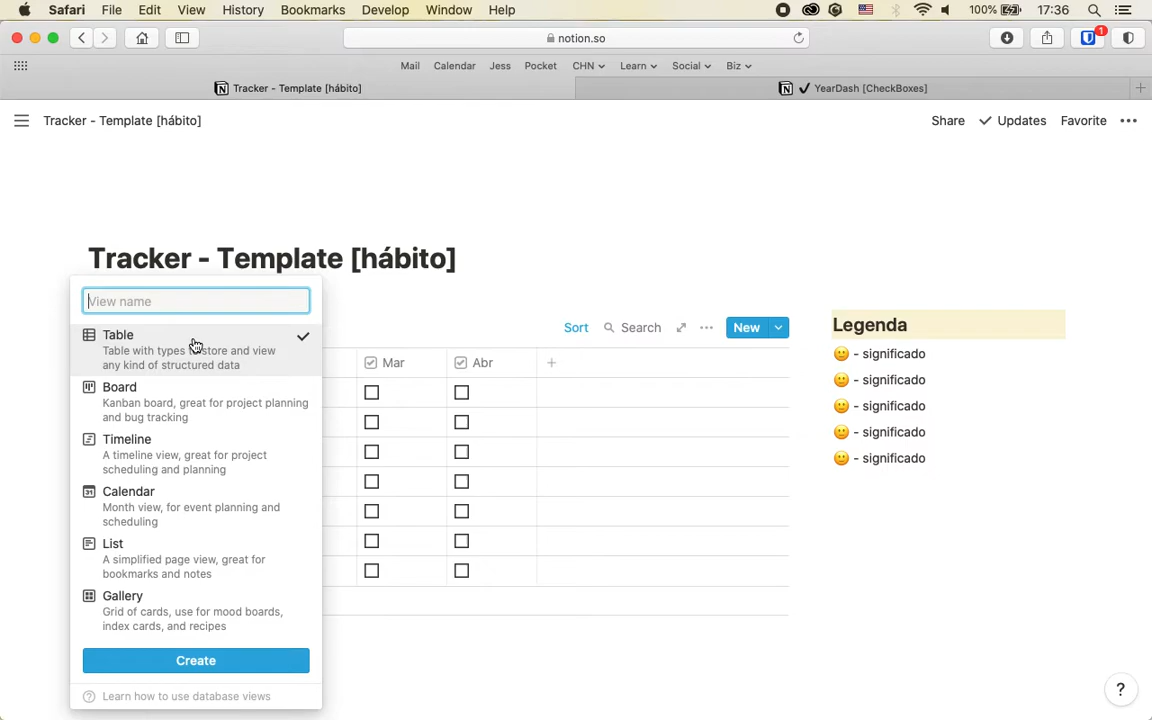 Safari File Edit View History Bookmarks Develop Window Help 100% 17:36
notion.so 1
Mail Calendar Jess Pocket CHN Learn Social Biz
Tracker - Template [hábito] ✔ YearDash [CheckBoxes]
Tracker - Template [hábito] Share Updates Favorite
Tracker - Template [hábito]
View name
Table
Table with types store and view
any kind of structured data
Board
Kanban board, great for project planning
and bug tracking
Timeline
A timeline view, great for project
scheduling and planning
31 Calendar
Month view, for event planning and
scheduling
List
A simplified page view, great for
bookmarks and notes
Gallery
Grid of cards, use for mood boards,
index cards, and recipes
Create
? Learn how to use database views
Sort Search New
Mar Abr +
Legenda
🙂 - significado
🙂 - significado
🙂 - significado
🙂 - significado
🙂 - significado
?